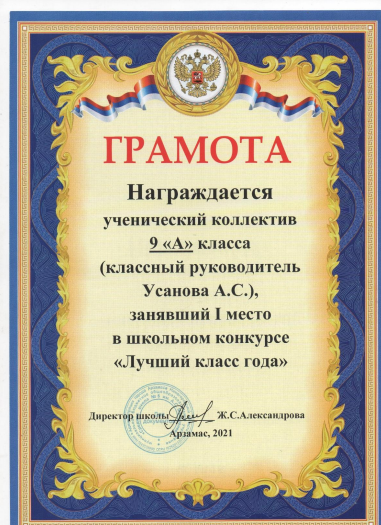 ГРАМОТА
Награждается
ученический коллектив
9 «А» класса
(классный руководитель
Усанова А.С.),
занявший I место
в школьном конкурсе
«Лучший класс года»
Директор школы Ж.С.Александрова
Арзамас, 2021